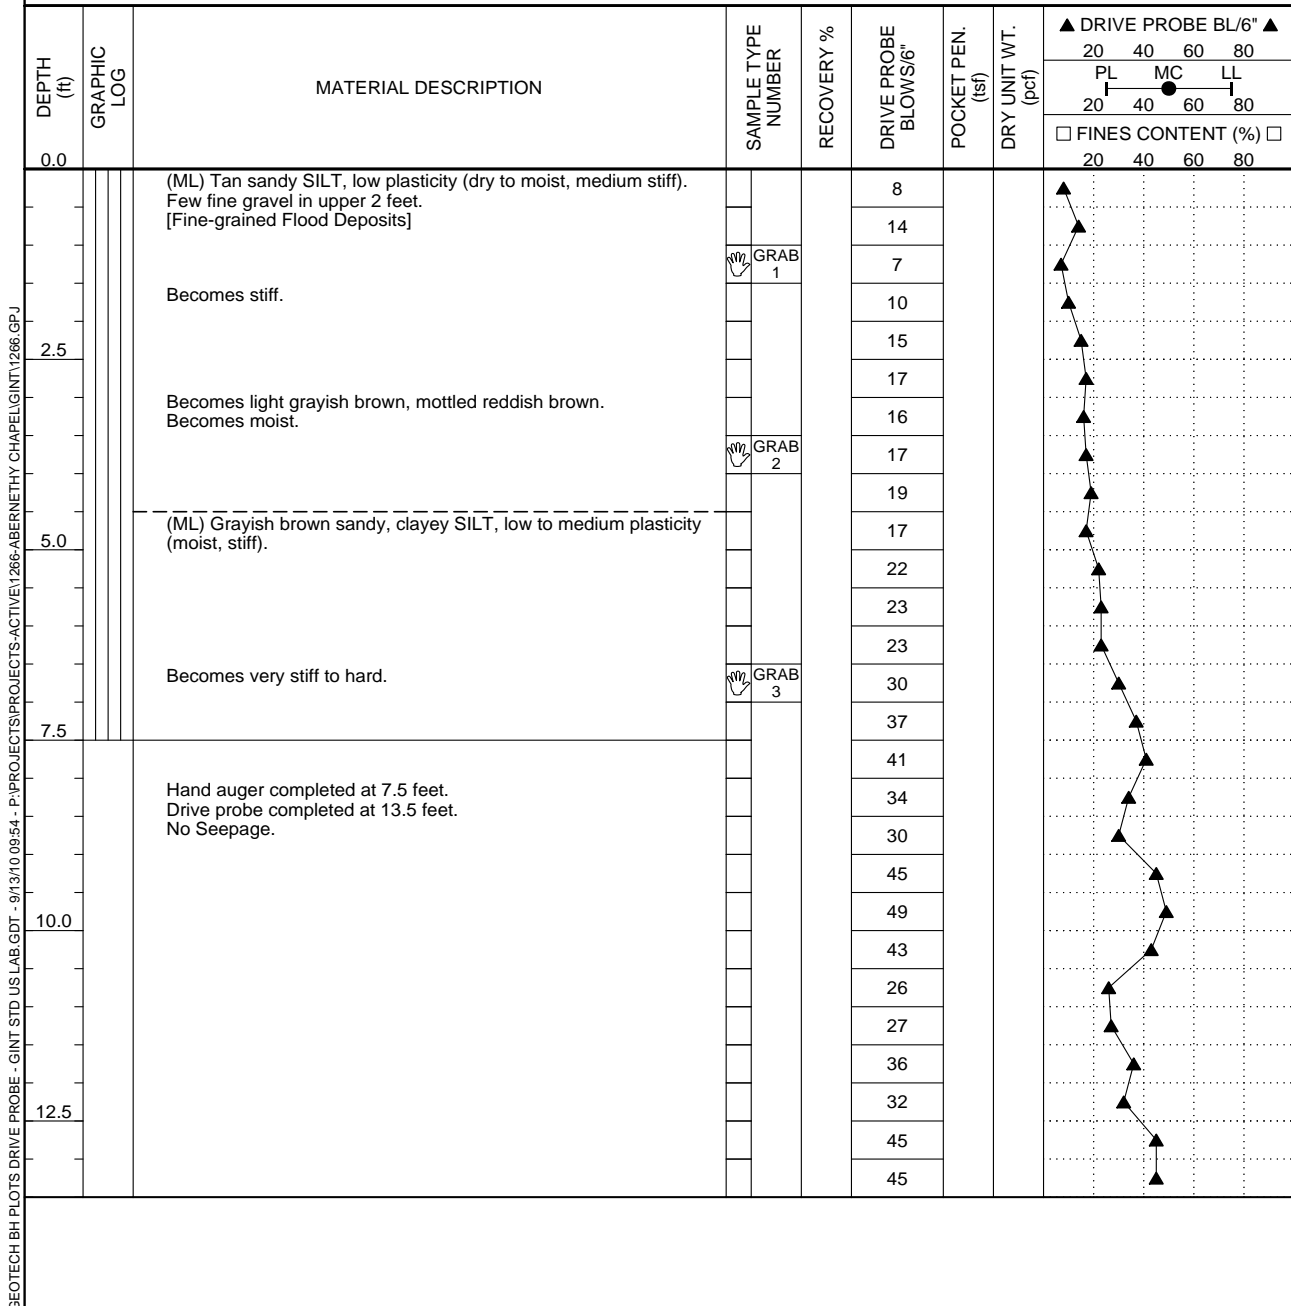 DEPTH
(ft)
GRAPHIC
LOG
MATERIAL DESCRIPTION
SAMPLE TYPE
NUMBER
RECOVERY %
DRIVE PROBE
BLOWS/6"
POCKET PEN.
(tsf)
DRY UNIT WT.
(pcf)
▲ DRIVE PROBE BL/6" ▲
20 40 60 80
PL MC LL
20 40 60 80
□ FINES CONTENT (%) □
20 40 60 80
0.0
(ML) Tan sandy SILT, low plasticity (dry to moist, medium stiff).
Few fine gravel in upper 2 feet.
[Fine-grained Flood Deposits]
8
14
GRAB
1
7
Becomes stiff.
10
15
2.5
17
Becomes light grayish brown, mottled reddish brown.
Becomes moist.
16
GRAB
2
17
19
(ML) Grayish brown sandy, clayey SILT, low to medium plasticity
(moist, stiff).
17
5.0
22
23
23
Becomes very stiff to hard.
GRAB
3
30
37
7.5
41
Hand auger completed at 7.5 feet.
Drive probe completed at 13.5 feet.
No Seepage.
34
30
45
49
10.0
43
26
27
36
32
12.5
45
45
GEOTECH BH PLOTS DRIVE PROBE - GINT STD US LAB.GDT - 9/13/10 09:54 - P:\PROJECTS\PROJECTS-ACTIVE\1266-ABERNETHY CHAPEL\GINT\1266.GPJ